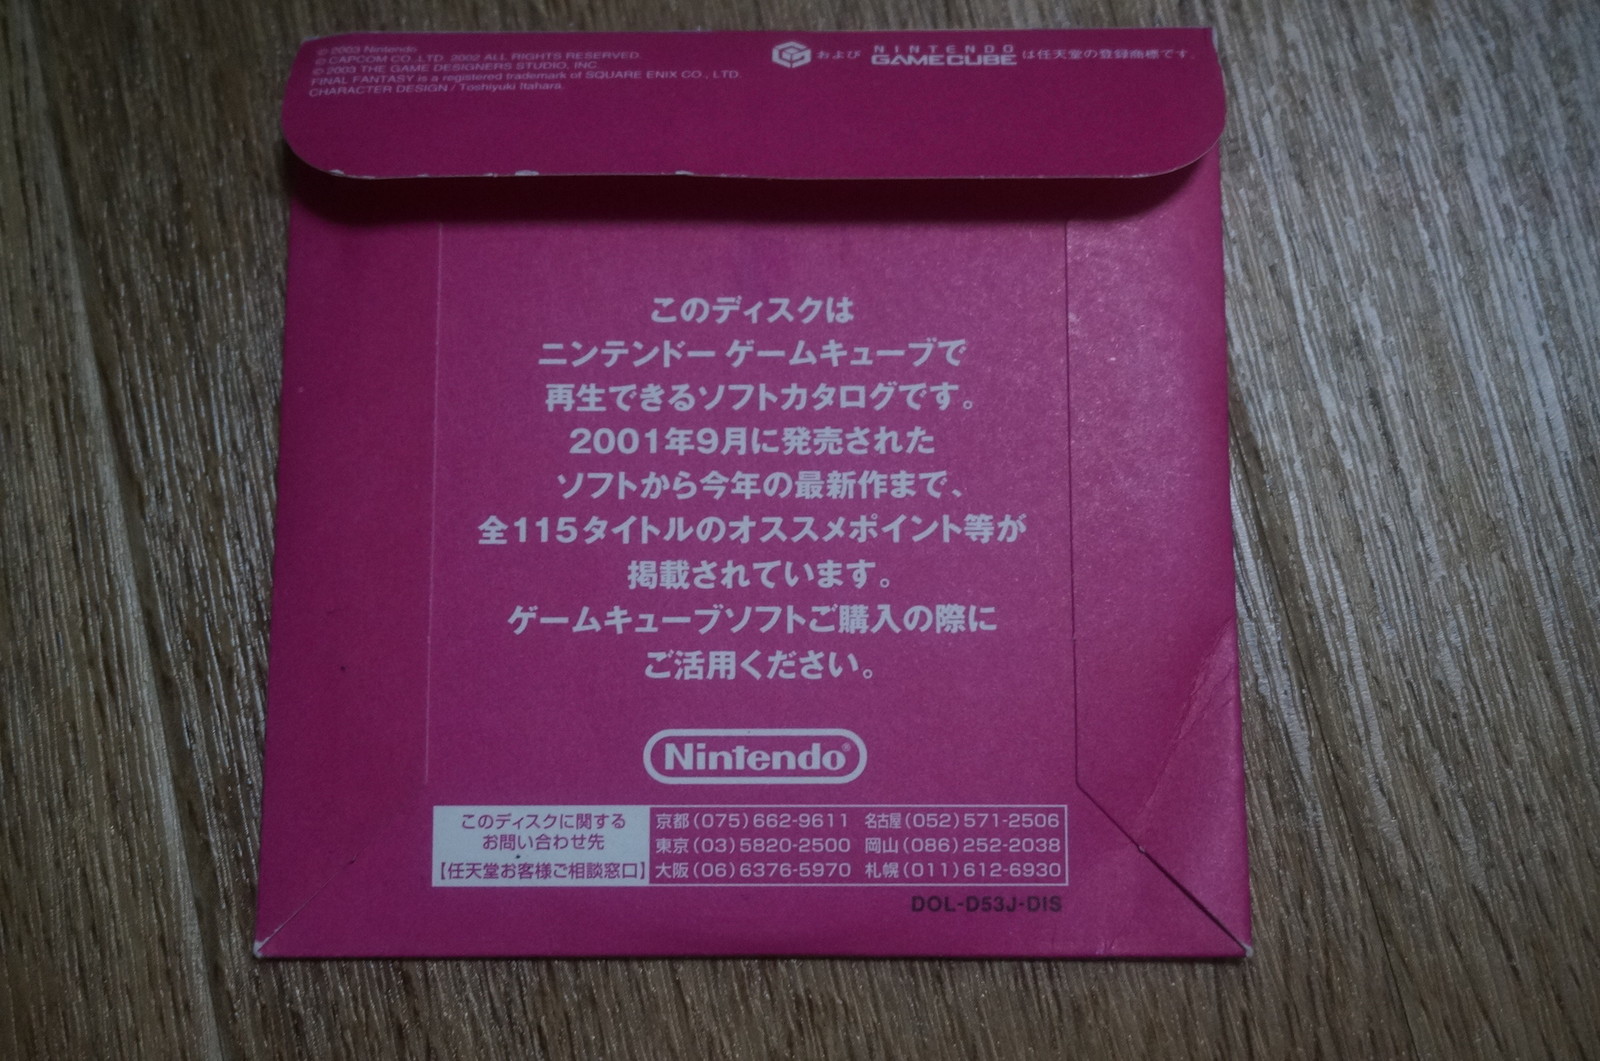 © 2003 Nintendo
© CAPCOM CO.,LTD. 2002 ALL RIGHTS RESERVED.
© 2003 THE GAME DESIGNERS STUDIO, INC.
FINAL FANTASY is a registered trademark of SQUARE ENIX CO., LTD.
CHARACTER DESIGN / Toshiyuki Itahara
および NINTENDO GAMECUBE は任天堂の登録商標です。
このディスクは
ニンテンドー ゲームキューブで
再生できるソフトカタログです。
2001年9月に発売された
ソフトから今年の最新作まで、
全115タイトルのオススメポイント等が
掲載されています。
ゲームキューブソフトご購入の際に
ご活用ください。
Nintendo®
このディスクに関する
お問い合わせ先
【任天堂お客様ご相談窓口】
京都(075)662-9611 名古屋(052)571-2506
東京(03)5820-2500 岡山(086)252-2038
大阪(06)6376-5970 札幌(011)612-6930
DOL-D53J-DIS